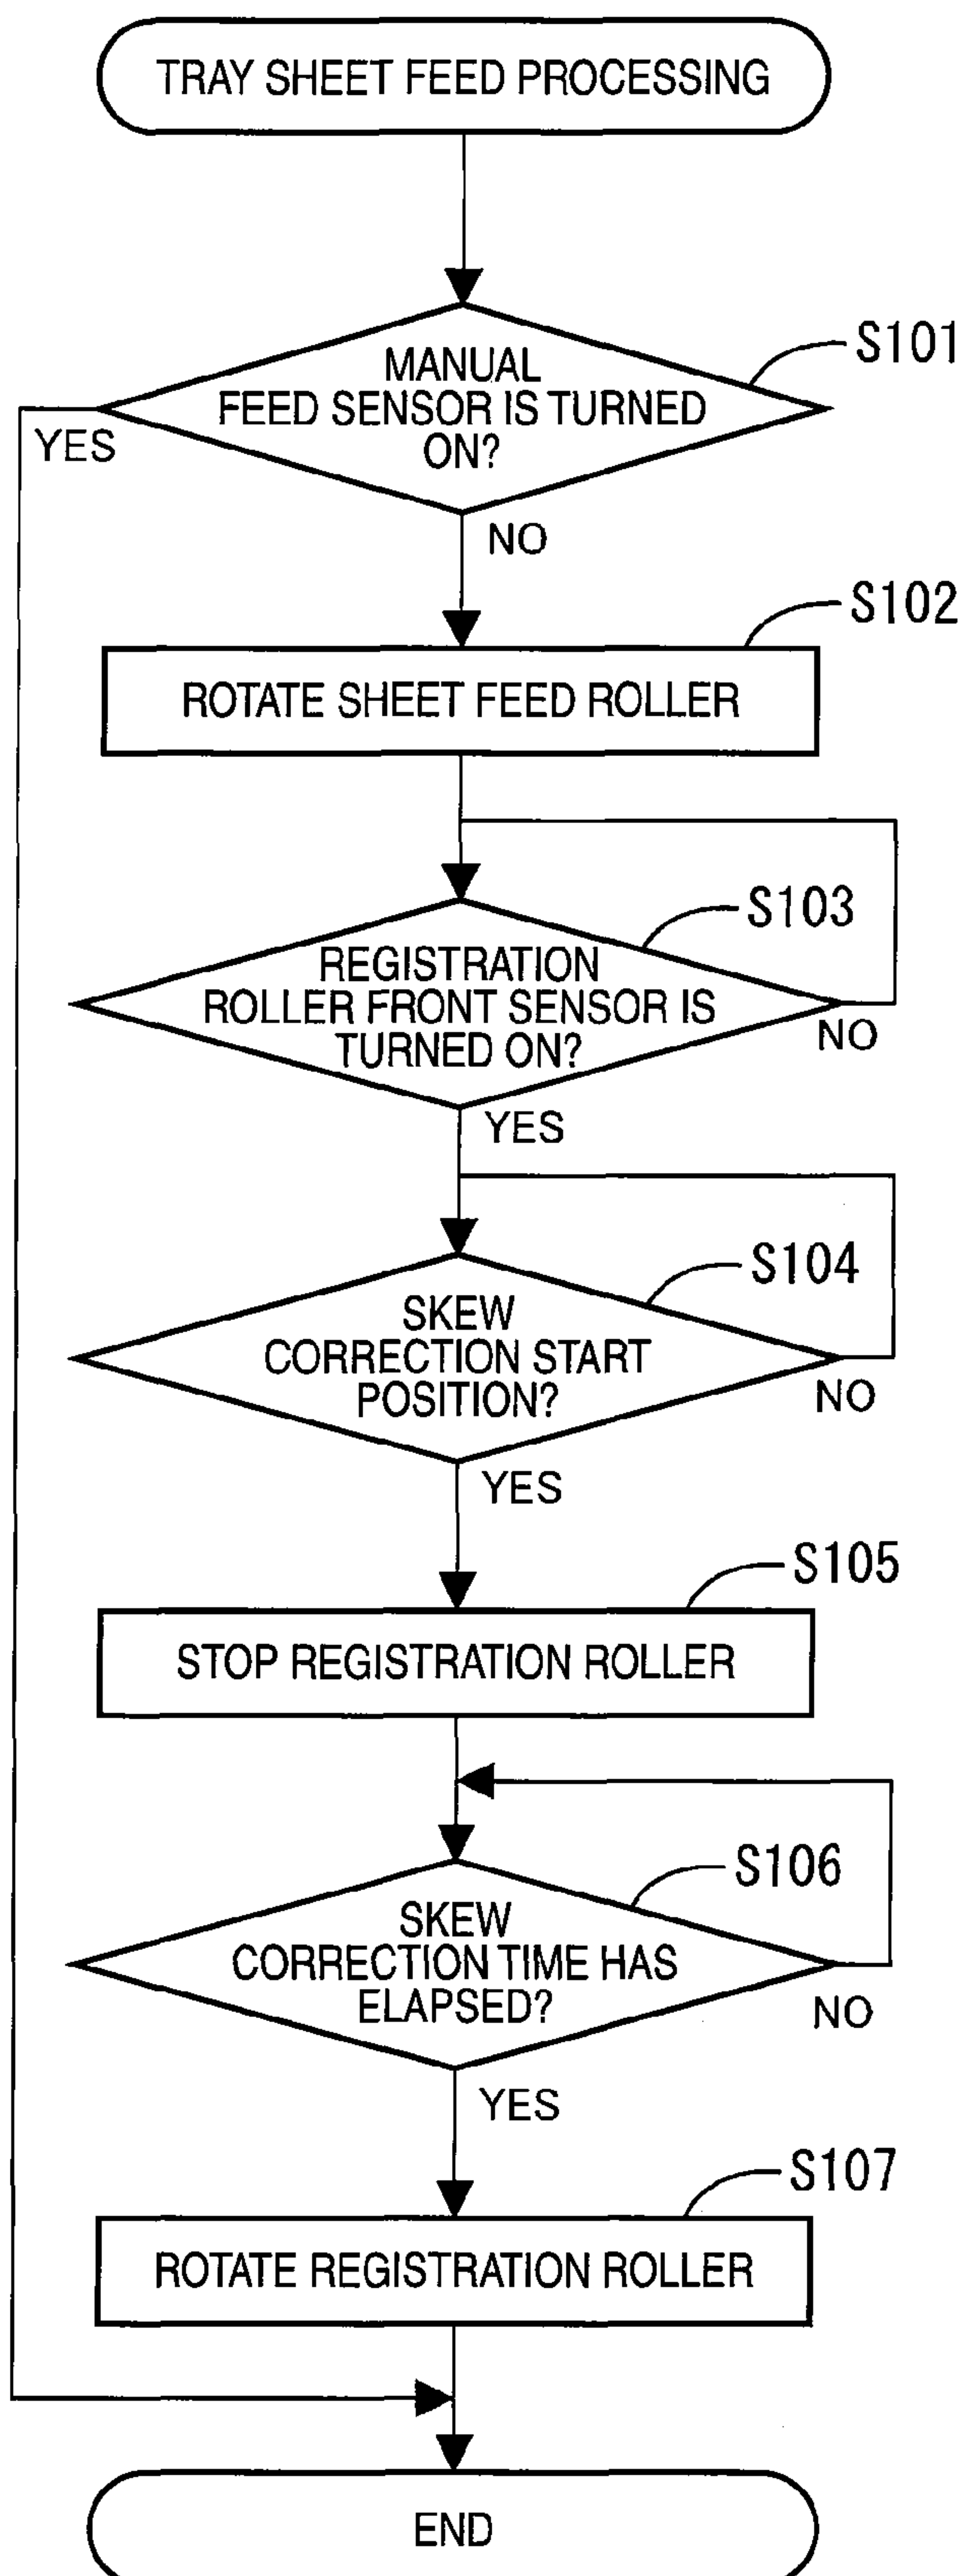 TRAY SHEET FEED PROCESSING
S101
MANUAL
FEED SENSOR IS TURNED
ON?
YES
NO
S102
ROTATE SHEET FEED ROLLER
S103
REGISTRATION
ROLLER FRONT SENSOR IS
TURNED ON?
NO
YES
S104
SKEW
CORRECTION START
POSITION?
NO
YES
S105
STOP REGISTRATION ROLLER
S106
SKEW
CORRECTION TIME HAS
ELAPSED?
NO
YES
S107
ROTATE REGISTRATION ROLLER
END